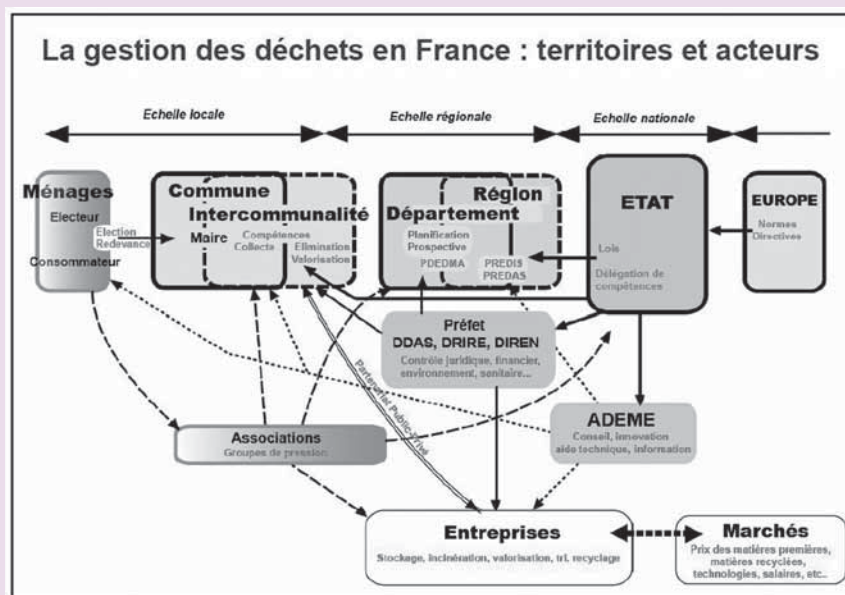 La gestion des déchets en France : territoires et acteurs
Echelle locale
Echelle régionale
Echelle nationale
Ménages
Electeur
Consommateur
Election
Redevance
Commune
Intercommunalité
Maire
Compétences
Collecte
Elimination
Valorisation
Département
Région
Planification
Prospective
PDEDMA
PREDIS
PREDAS
ETAT
Lois
Délégation de
compétences
EUROPE
Normes
Directives
Préfet
DDAS, DRIRE, DIREN
Contrôle juridique, financier,
environnement, sanitaire...
Partenariat Public-Privé
Associations
Groupes de pression
ADEME
Conseil, innovation
aide technique, information
Entreprises
Stockage, incinération, valorisation, tri, recyclage
Marchés
Prix des matières premières,
matières recyclées,
technologies, salaires, etc..